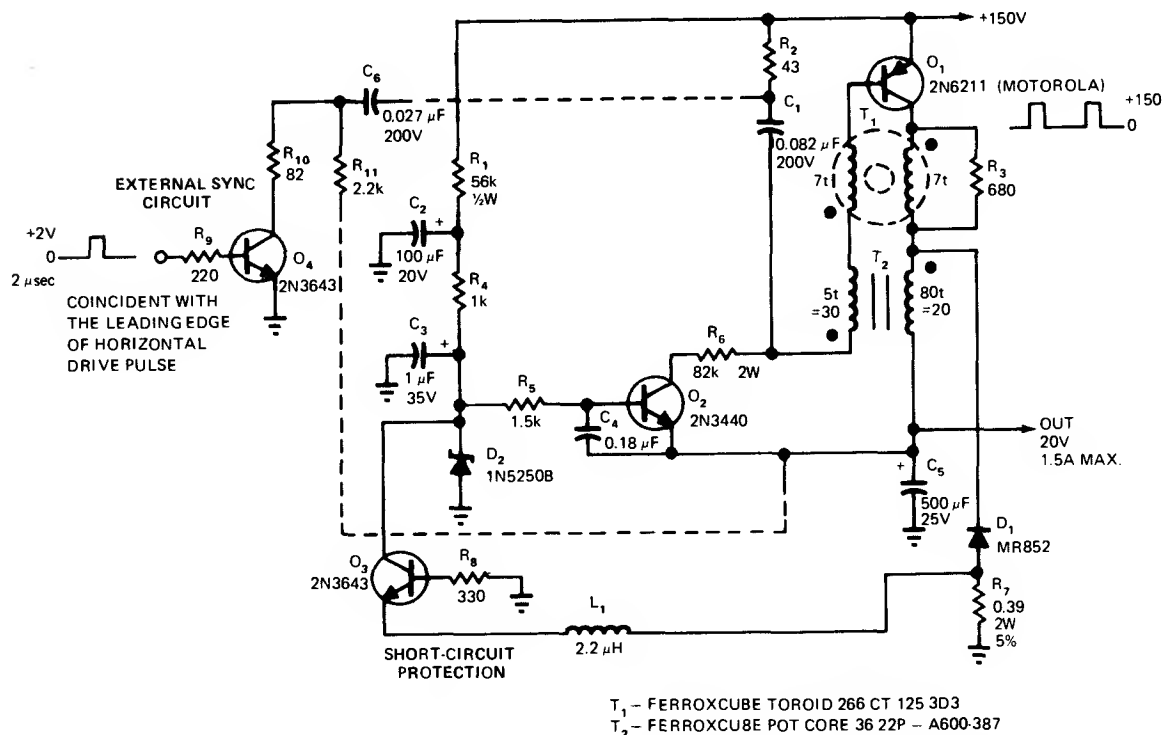 +150V
R2
43
O1
2N6211 (MOTOROLA)
+150
0
C6
0.027 µF
200V
C1
0.082 µF
200V
T1
7t
7t
R3
680
R10
82
R11
2.2k
R1
56k
½W
EXTERNAL SYNC
CIRCUIT
+2V
0
2 µsec
R9
220
O4
2N3643
COINCIDENT WITH
THE LEADING EDGE
OF HORIZONTAL
DRIVE PULSE
C2
+
100 µF
20V
R4
1k
C3
+
1 µF
35V
T2
5t
=30
80t
=20
R6
82k 2W
R5
1.5k
C4
0.18 µF
O2
2N3440
OUT
20V
1.5A MAX.
D2
1N5250B
+
C5
500 µF
25V
D1
MR852
O3
2N3643
R8
330
R7
0.39
2W
5%
L1
2.2 µH
SHORT-CIRCUIT
PROTECTION
T1 – FERROXCUBE TOROID 266 CT 125 3D3
T2 – FERROXCU8E POT CORE 36 22P – A600-387